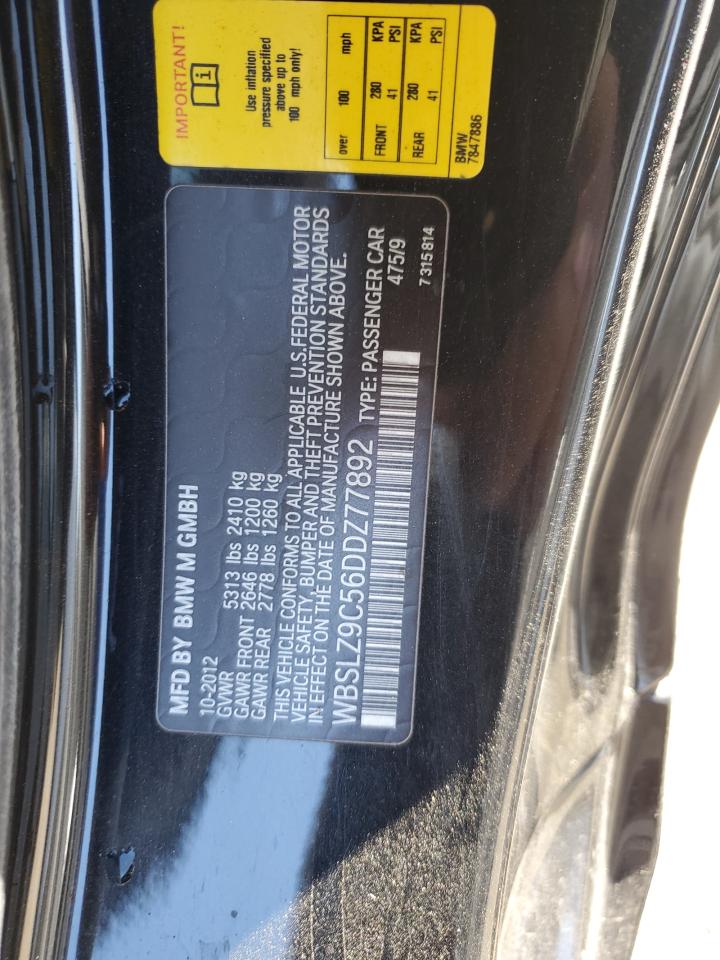 MFD BY BMW M GMBH
10-2012
GVWR 5313 lbs 2410 kg
GAWR FRONT 2646 lbs 1200 kg
GAWR REAR 2778 lbs 1260 kg
THIS VEHICLE CONFORMS TO ALL APPLICABLE U.S.FEDERAL MOTOR
VEHICLE SAFETY, BUMPER AND THEFT PREVENTION STANDARDS
IN EFFECT ON THE DATE OF MANUFACTURE SHOWN ABOVE.
WBSLZ9C56DDZ77892 TYPE: PASSENGER CAR
475/9
7 315 814
IMPORTANT!
Use inflation
pressure specified
above up to
100 mph only!
over 100 mph
FRONT 280 KPA
41 PSI
REAR 280 KPA
41 PSI
BMW
7847886